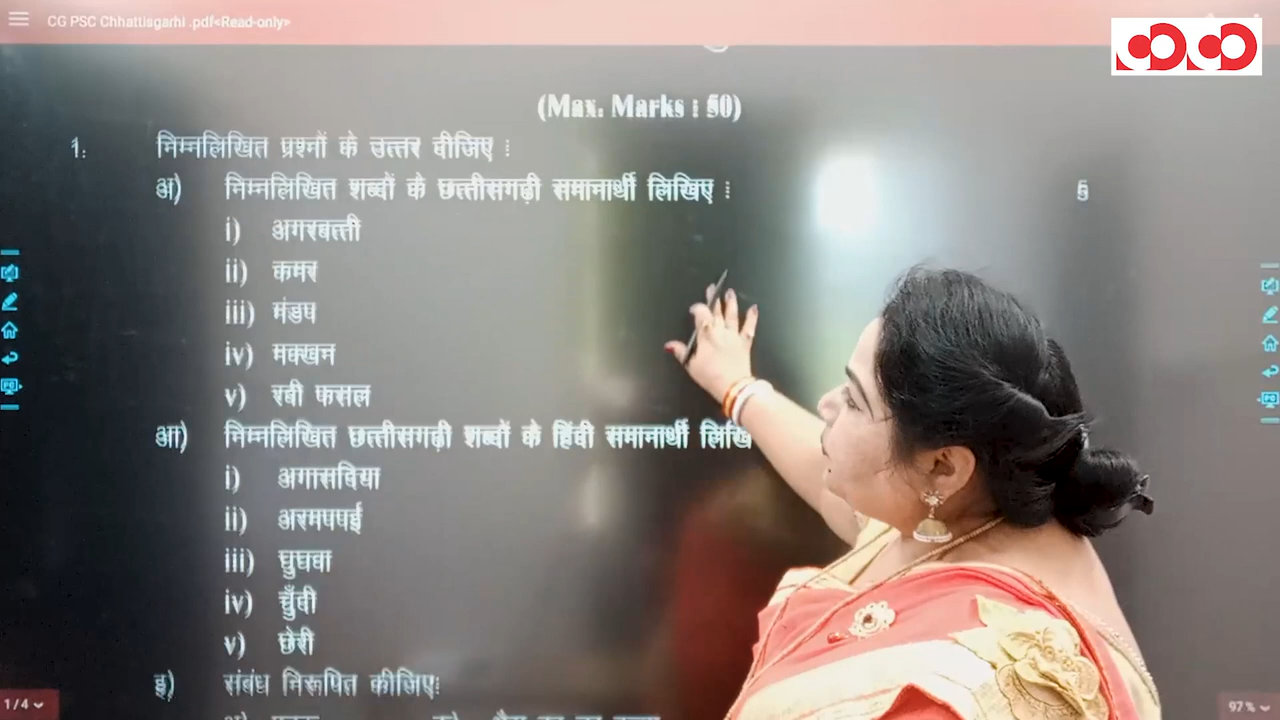 CG PSC Chhattisgarhi .pdf<Read-only>
(Max. Marks : 50)
1. निम्नलिखित प्रश्नों के उत्तर दीजिए :
अ) निम्नलिखित शब्दों के छत्तीसगढ़ी समानार्थी लिखिए : 5
i) अगरबत्ती
ii) कमर
iii) मंडप
iv) मक्खन
v) रबी फसल
आ) निम्नलिखित छत्तीसगढ़ी शब्दों के हिंदी समानार्थी लिखि
i) अगासदिया
ii) अरमपपई
iii) घुघवा
iv) चुँदी
v) छेरी
इ) संबंध निरूपित कीजिए:
1/4
97%